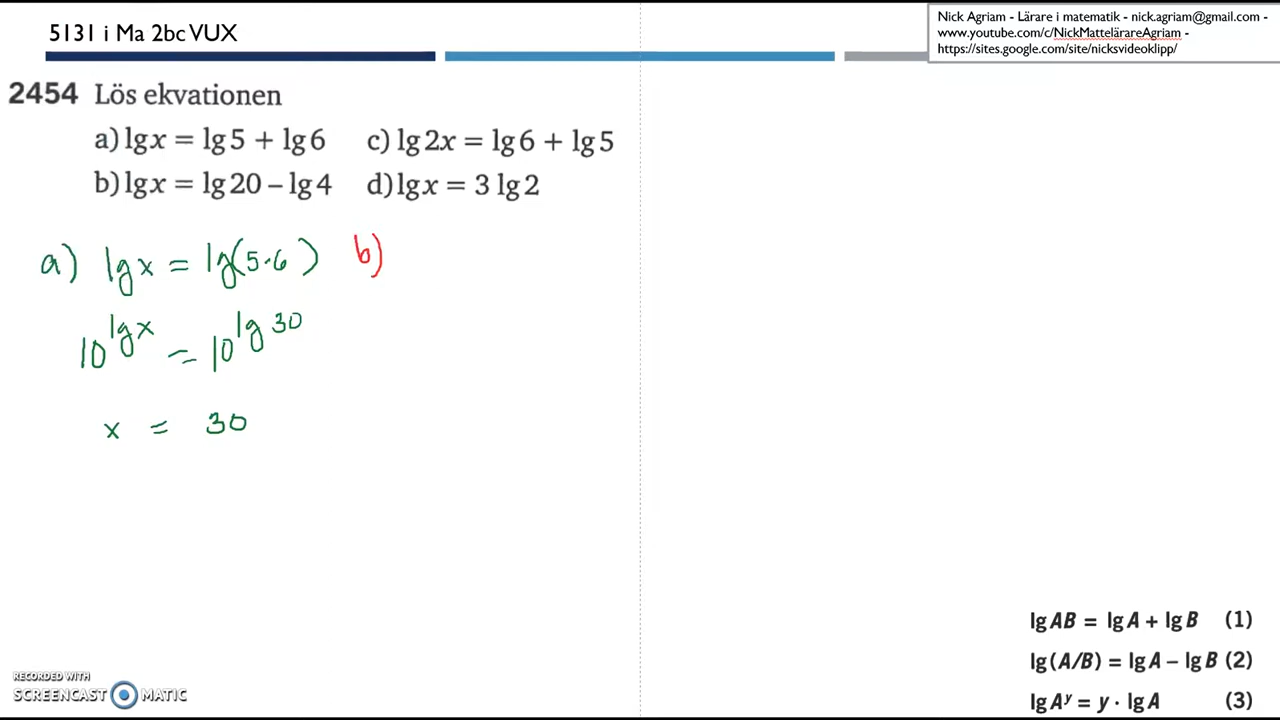 5131 i Ma 2bc VUX
Nick Agriam - Lärare i matematik - nick.agriam@gmail.com -
www.youtube.com/c/NickMattelärareAgriam -
https://sites.google.com/site/nicksvideoklipp/
2454 Lös ekvationen
a) lg x = lg 5 + lg 6
c) lg 2x = lg 6 + lg 5
b) lg x = lg 20 – lg 4
d) lg x = 3 lg 2
a) lg x = lg(5·6)
10^{lg x} = 10^{lg 30}
x = 30
b)
lg AB = lg A + lg B (1)
lg (A/B) = lg A – lg B (2)
lg A^y = y · lg A (3)
RECORDED WITH
SCREENCAST MATIC